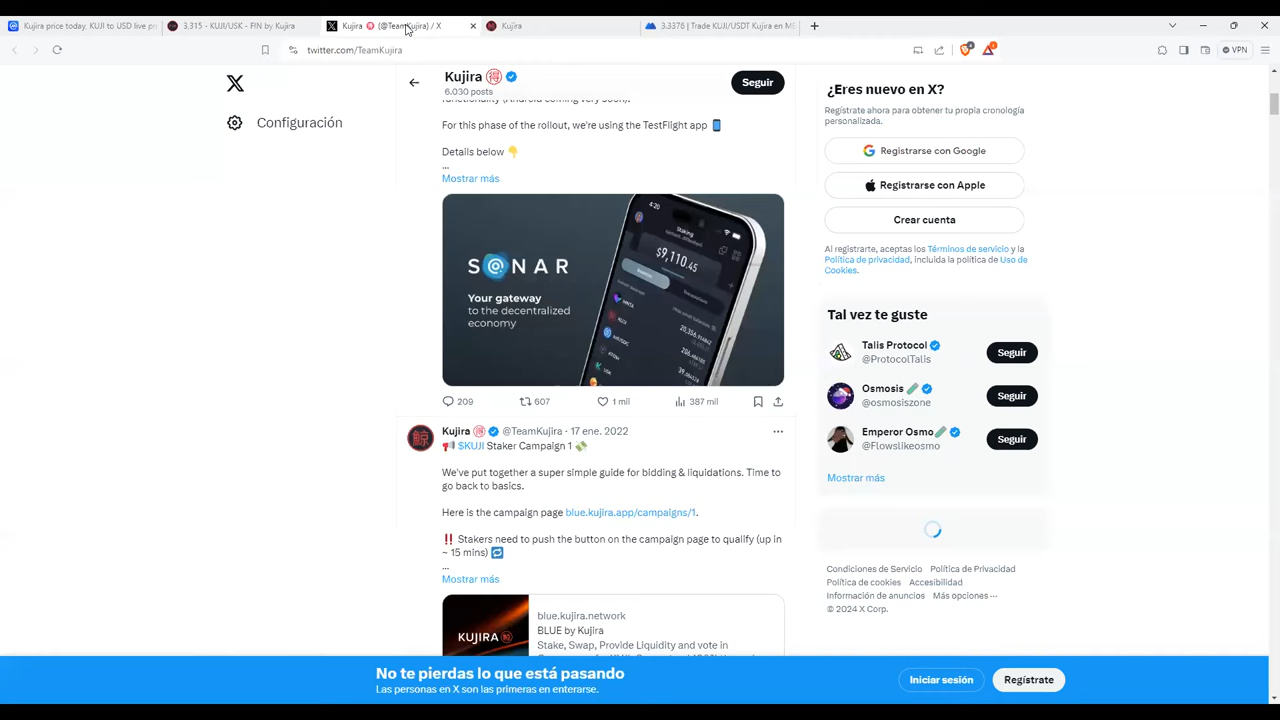 Kujira price today, KUJI to USD live pr
3.315 - KUJI/USK - FIN by Kujira
Kujira (@TeamKujira) / X
Kujira
3.3376 | Trade KUJI/USDT Kujira en ME
twitter.com/TeamKujira
VPN
Configuración
Kujira 得
6.030 posts
Seguir
functionality (Android coming very soon).
For this phase of the rollout, we're using the TestFlight app
Details below
...
Mostrar más
SONAR
Your gateway
to the decentralized
economy
4:20
Staking
$9,110.45
209
607
1 mil
387 mil
Kujira 得 @TeamKujira · 17 ene. 2022
$KUJI Staker Campaign 1
We've put together a super simple guide for bidding & liquidations. Time to
go back to basics.
Here is the campaign page blue.kujira.app/campaigns/1.
‼️ Stakers need to push the button on the campaign page to qualify (up in
~ 15 mins)
...
Mostrar más
KUJIRA
blue.kujira.network
BLUE by Kujira
Stake, Swap, Provide Liquidity and vote in
¿Eres nuevo en X?
Regístrate ahora para obtener tu propia cronología
personalizada.
Registrarse con Google
Registrarse con Apple
Crear cuenta
Al registrarte, aceptas los Términos de servicio y la
Política de privacidad, incluida la política de Uso de
Cookies.
Tal vez te guste
Talis Protocol
@ProtocolTalis
Seguir
Osmosis
@osmosiszone
Seguir
Emperor Osmo
@Flowslikeosmo
Seguir
Mostrar más
Condiciones de Servicio Política de Privacidad
Política de cookies Accesibilidad
Información de anuncios Más opciones ···
© 2024 X Corp.
No te pierdas lo que está pasando
Las personas en X son las primeras en enterarse.
Iniciar sesión
Regístrate